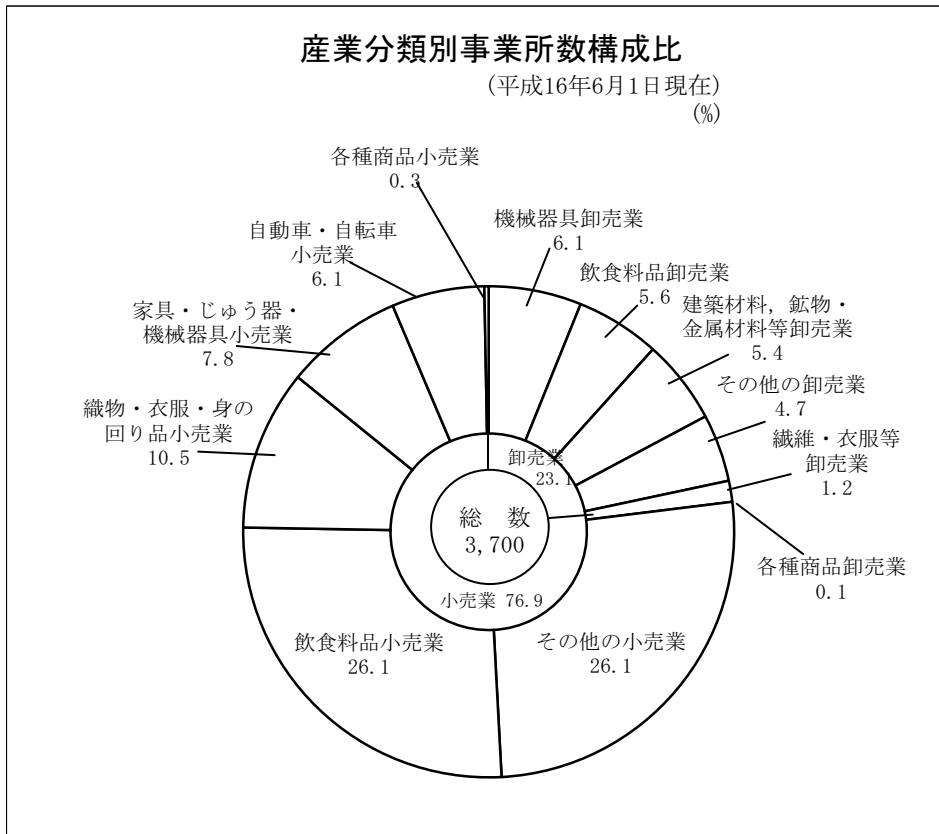 産業分類別事業所数構成比
(平成16年6月1日現在)
(%)
各種商品小売業
0.3
機械器具卸売業
6.1
自動車・自転車
小売業
6.1
飲食料品卸売業
5.6
建築材料，鉱物・
金属材料等卸売業
5.4
家具・じゅう器・
機械器具小売業
7.8
その他の卸売業
4.7
織物・衣服・身の
回り品小売業
10.5
繊維・衣服等
卸売業
1.2
卸売業
23.1
総　数
3,700
各種商品卸売業
0.1
小売業 76.9
飲食料品小売業
26.1
その他の小売業
26.1